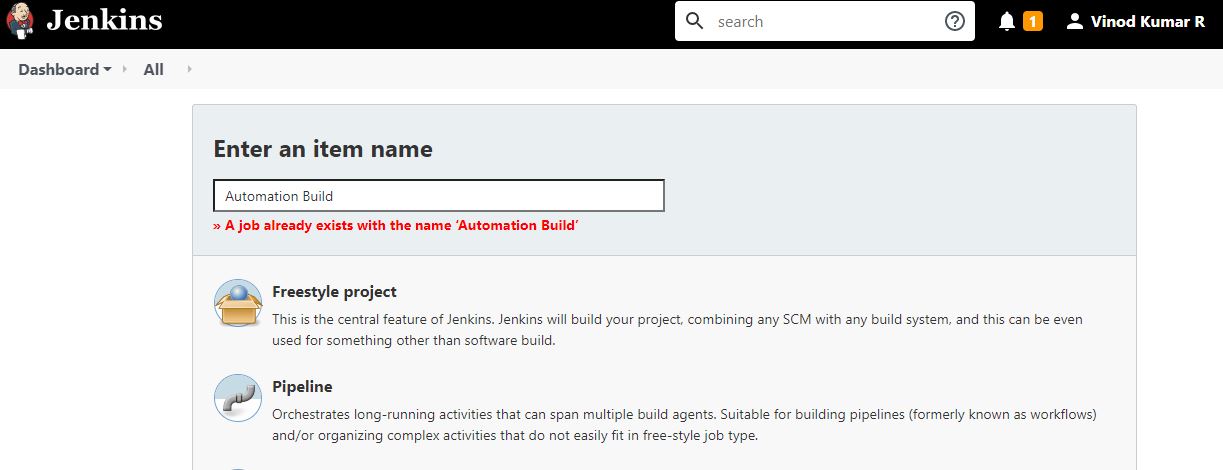 Jenkins
search
1
Vinod Kumar R
Dashboard
All
Enter an item name
Automation Build
» A job already exists with the name ‘Automation Build’
Freestyle project
This is the central feature of Jenkins. Jenkins will build your project, combining any SCM with any build system, and this can be even
used for something other than software build.
Pipeline
Orchestrates long-running activities that can span multiple build agents. Suitable for building pipelines (formerly known as workflows)
and/or organizing complex activities that do not easily fit in free-style job type.